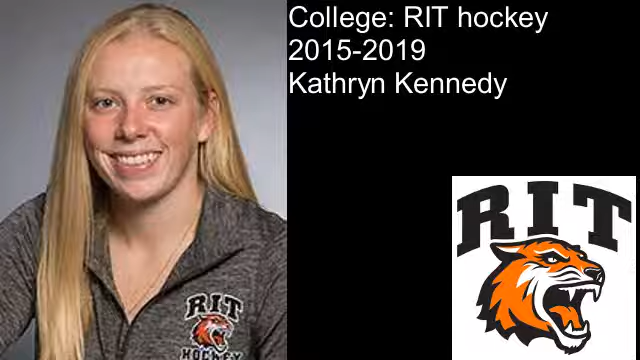 College: RIT hockey
2015-2019
Kathryn Kennedy
RIT
RIT
HOCKEY